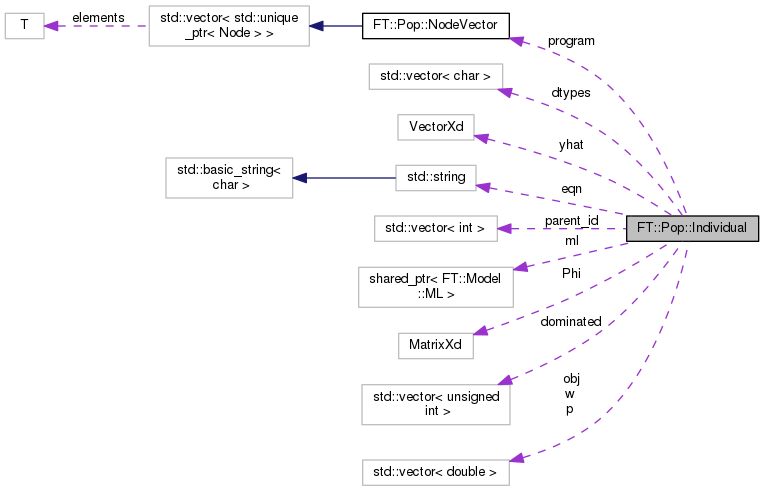 T
elements
std::vector< std::unique
_ptr< Node > >
FT::Pop::NodeVector
program
std::vector< char >
dtypes
VectorXd
yhat
std::basic_string<
char >
std::string
eqn
std::vector< int >
parent_id
FT::Pop::Individual
ml
shared_ptr< FT::Model
::ML >
Phi
MatrixXd
dominated
std::vector< unsigned
int >
obj
w
p
std::vector< double >